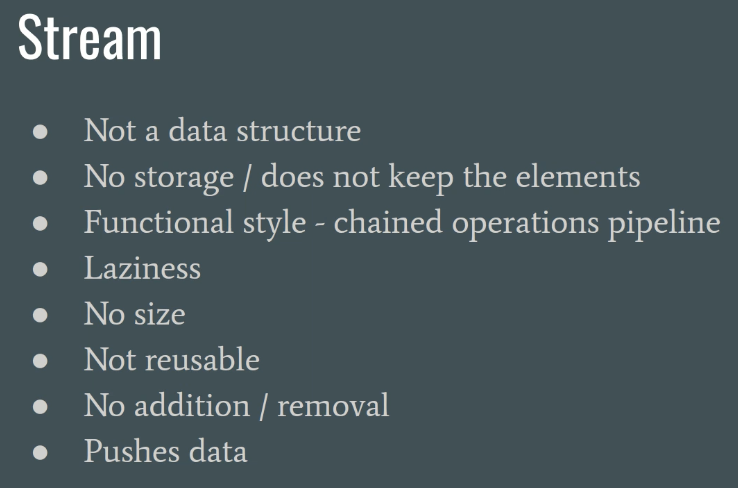 Stream
● Not a data structure
● No storage / does not keep the elements
● Functional style - chained operations pipeline
● Laziness
● No size
● Not reusable
● No addition / removal
● Pushes data